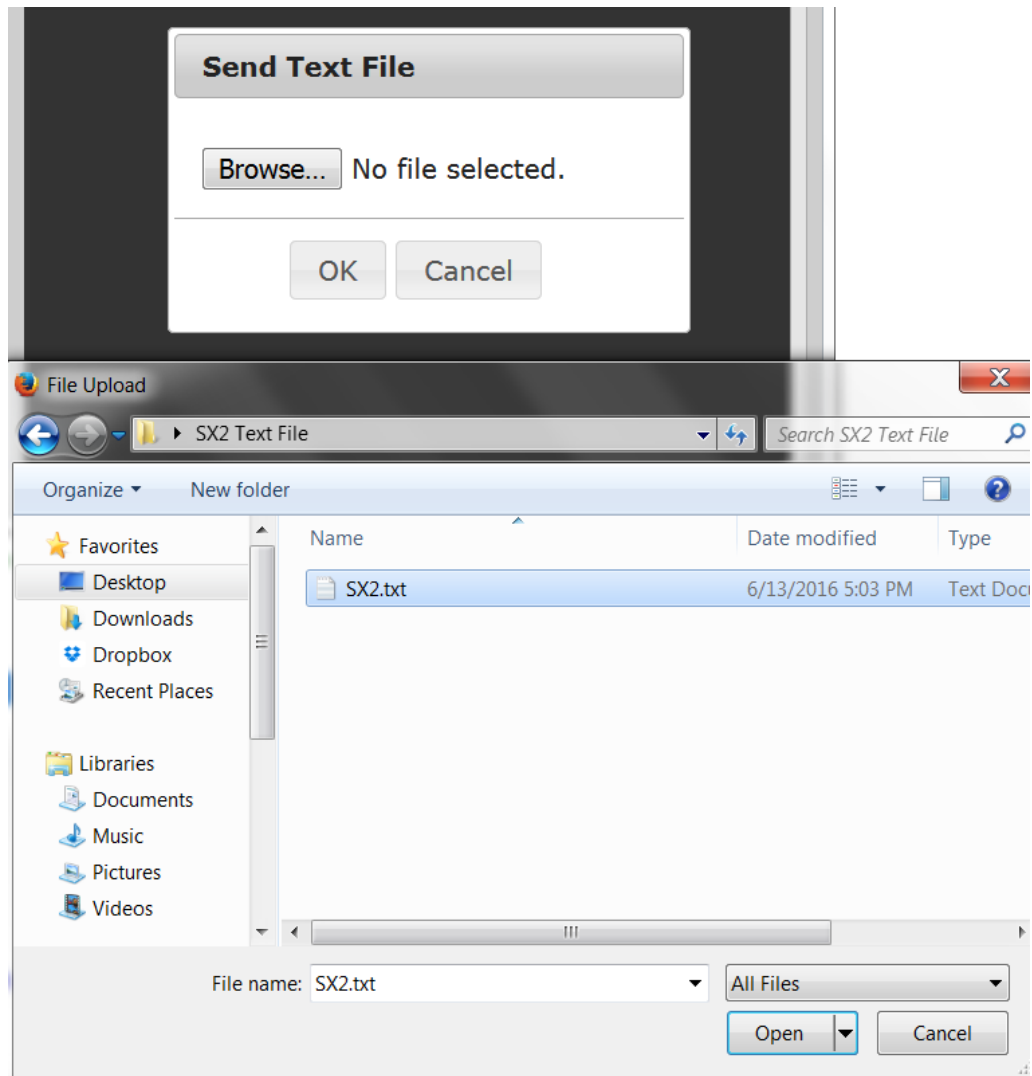 Send Text File
Browse... No file selected.
OK Cancel
File Upload
SX2 Text File Search SX2 Text File
Organize New folder
Name Date modified Type
Favorites
Desktop
Downloads
Dropbox
Recent Places
Libraries
Documents
Music
Pictures
Videos
SX2.txt 6/13/2016 5:03 PM Text Docu
File name: SX2.txt All Files
Open Cancel